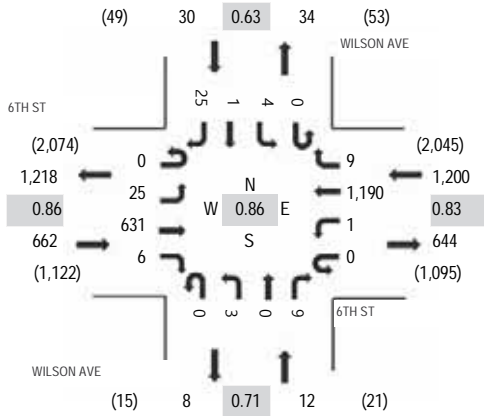 (49) 30 0.63 34 (53)
WILSON AVE
25 1 4 0
6TH ST
(2,074) 0 9 (2,045)
1,218 25 N 1,190 1,200
0.86 W 0.86 E 0.83
631 1
662 S 644
6 0
(1,122) (1,095)
0 3 0 9
6TH ST
WILSON AVE
(15) 8 0.71 12 (21)